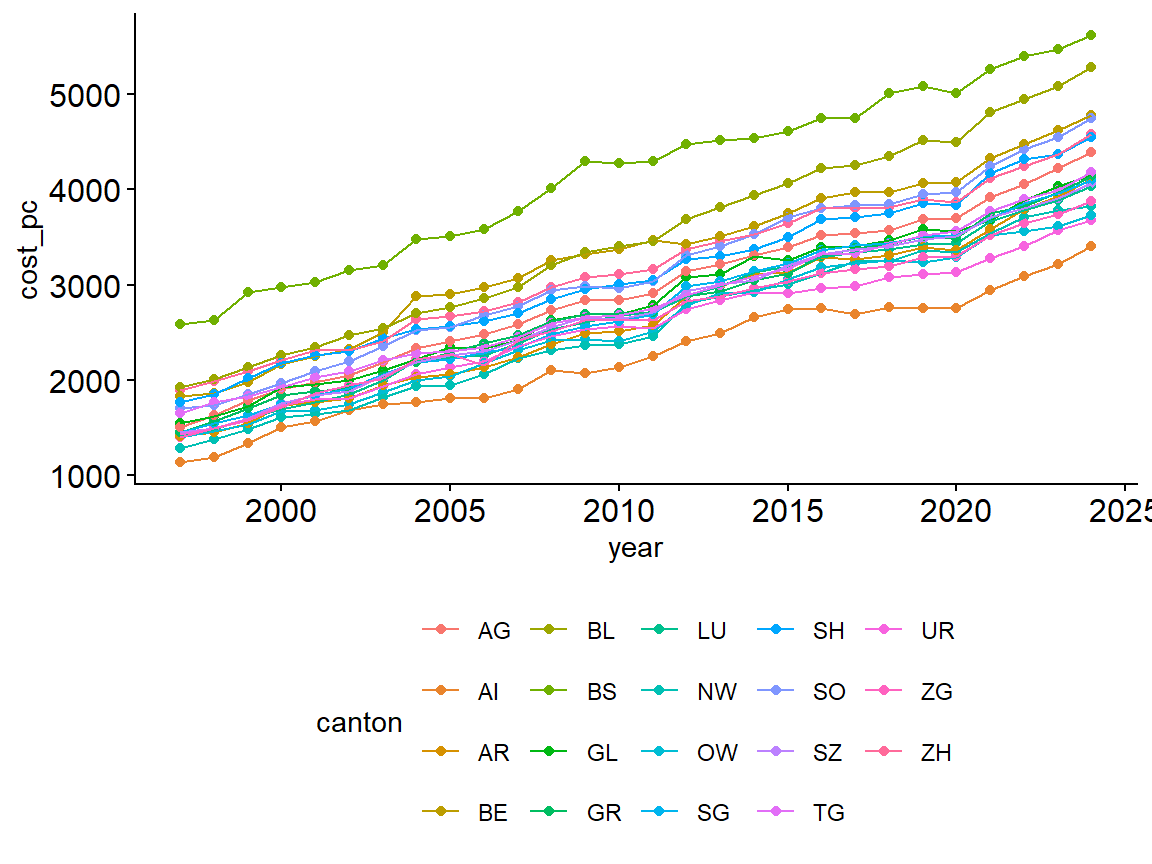 5000
4000
3000
2000
1000
cost_pc
2000 2005 2010 2015 2020 2025
year
canton
AG BL LU SH UR
AI BS NW SO ZG
AR GL OW SZ ZH
BE GR SG TG